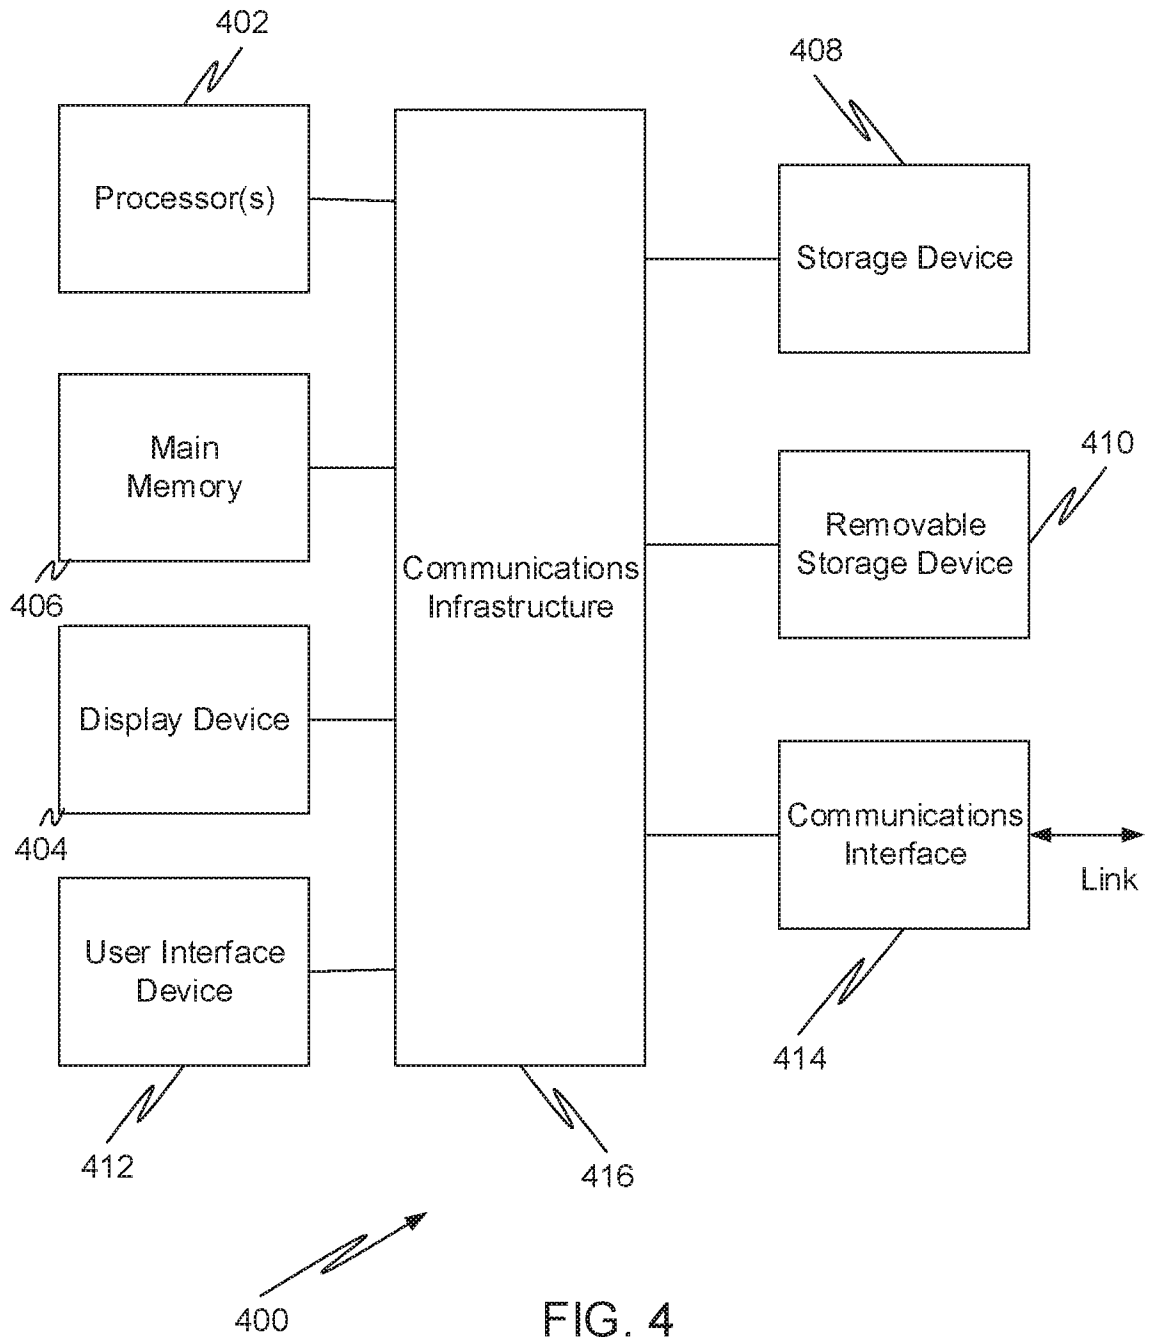 402
408
Processor(s)
Storage Device
410
Main
Memory
Removable
Storage Device
Communications
Infrastructure
406
Display Device
Communications
Interface
404
Link
User Interface
Device
414
412
416
400
FIG. 4